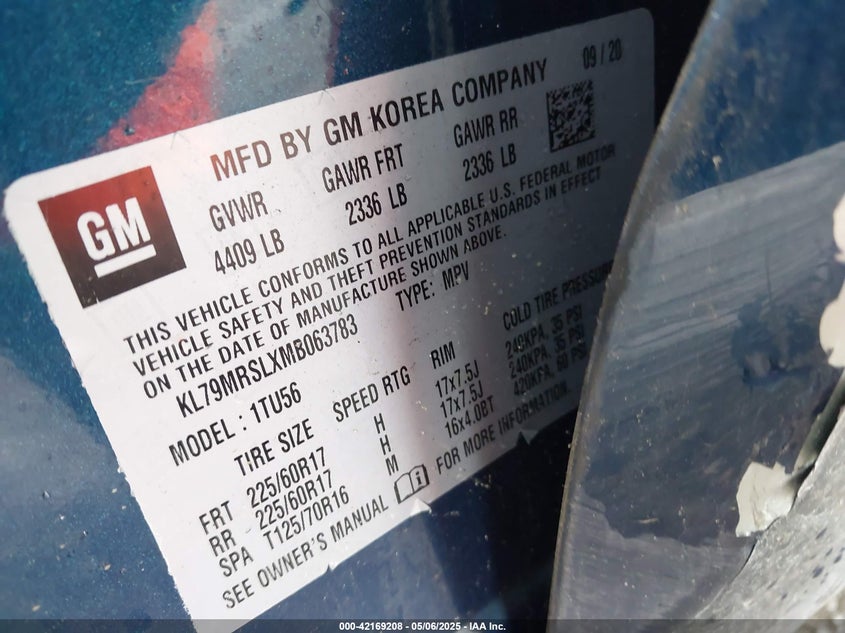 MFD BY GM KOREA COMPANY 09 / 20
GM
GVWR GAWR FRT GAWR RR
4409 LB 2336 LB 2336 LB
THIS VEHICLE CONFORMS TO ALL APPLICABLE U.S. FEDERAL MOTOR
VEHICLE SAFETY AND THEFT PREVENTION STANDARDS IN EFFECT
ON THE DATE OF MANUFACTURE SHOWN ABOVE.
KL79MRSLXMB063783 TYPE: MPV
MODEL : 1TU56
TIRE SIZE SPEED RTG RIM COLD TIRE PRESSURE
FRT 225/60R17 H 17x7.5J 240KPA, 35 PSI
RR 225/60R17 H 17x7.5J 240KPA, 35 PSI
SPA T125/70R16 M 16x4.0BT 420KPA, 60 PSI
SEE OWNER'S MANUAL FOR MORE INFORMATION.
000-42169208 - 05/06/2025 - IAA Inc.